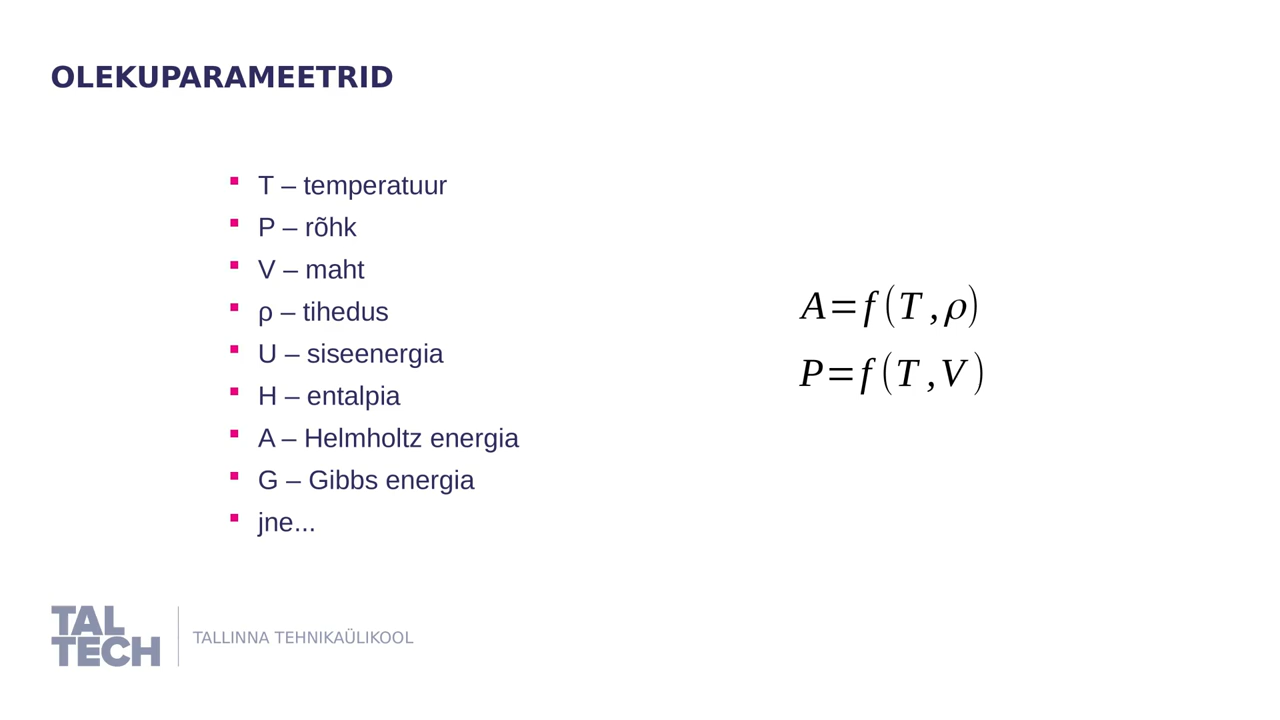 OLEKUPARAMEETRID
▪ T – temperatuur
▪ P – rõhk
▪ V – maht
▪ ρ – tihedus
▪ U – siseenergia
▪ H – entalpia
▪ A – Helmholtz energia
▪ G – Gibbs energia
▪ jne...
A=f(T,ρ)
P=f(T,V)
TAL
TECH
TALLINNA TEHNIKAÜLIKOOL